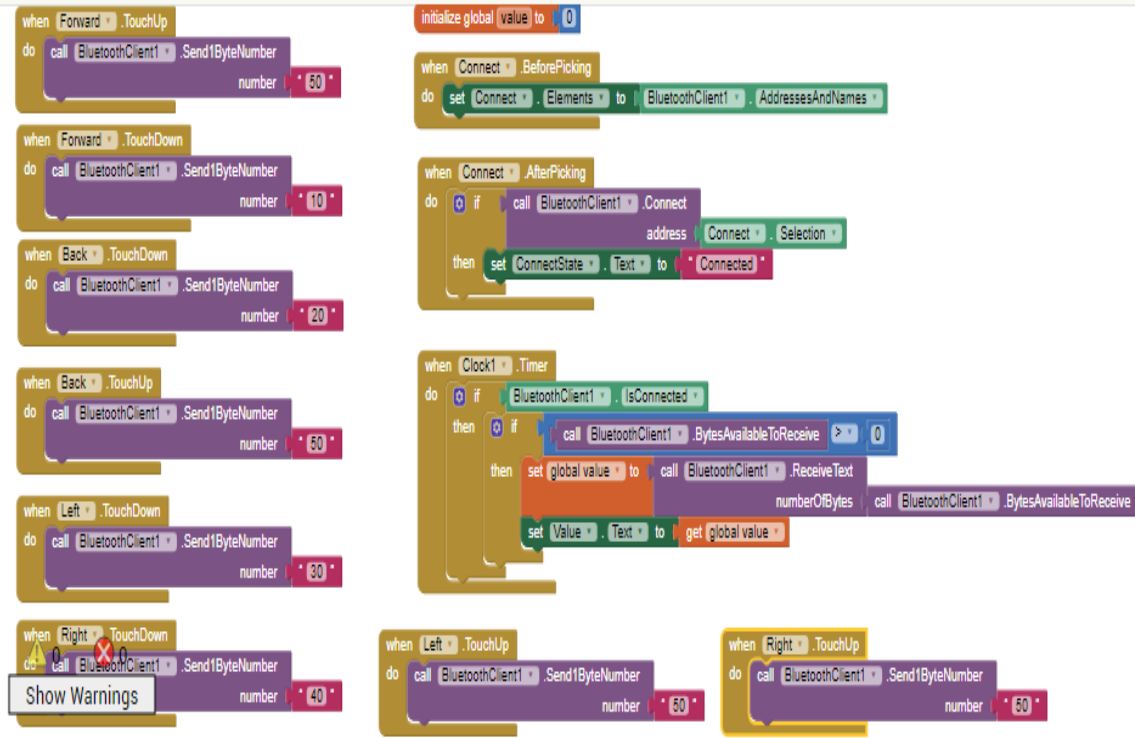 when Forward .TouchUp
do call BluetoothClient1 .Send1ByteNumber
number " 50 "
when Forward .TouchDown
do call BluetoothClient1 .Send1ByteNumber
number " 10 "
when Back .TouchDown
do call BluetoothClient1 .Send1ByteNumber
number " 20 "
when Back .TouchUp
do call BluetoothClient1 .Send1ByteNumber
number " 50 "
when Left .TouchDown
do call BluetoothClient1 .Send1ByteNumber
number " 30 "
when Right .TouchDown
0 0
do call BluetoothClient1 .Send1ByteNumber
number " 40 "
Show Warnings
initialize global value to 0
when Connect .BeforePicking
do set Connect . Elements to BluetoothClient1 . AddressesAndNames
when Connect .AfterPicking
do if call BluetoothClient1 .Connect
address Connect . Selection
then set ConnectState . Text to " Connected "
when Clock1 .Timer
do if BluetoothClient1 . IsConnected
then if call BluetoothClient1 .BytesAvailableToReceive > 0
then set global value to call BluetoothClient1 .ReceiveText
numberOfBytes call BluetoothClient1 .BytesAvailableToReceive
set Value . Text to get global value
when Left .TouchUp
do call BluetoothClient1 .Send1ByteNumber
number " 50 "
when Right .TouchUp
do call BluetoothClient1 .Send1ByteNumber
number " 50 "